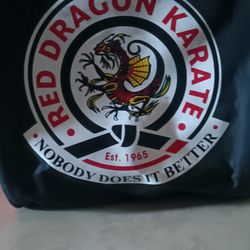 RED DRAGON KARATE
Est. 1965
· NOBODY DOES IT BETTER ·